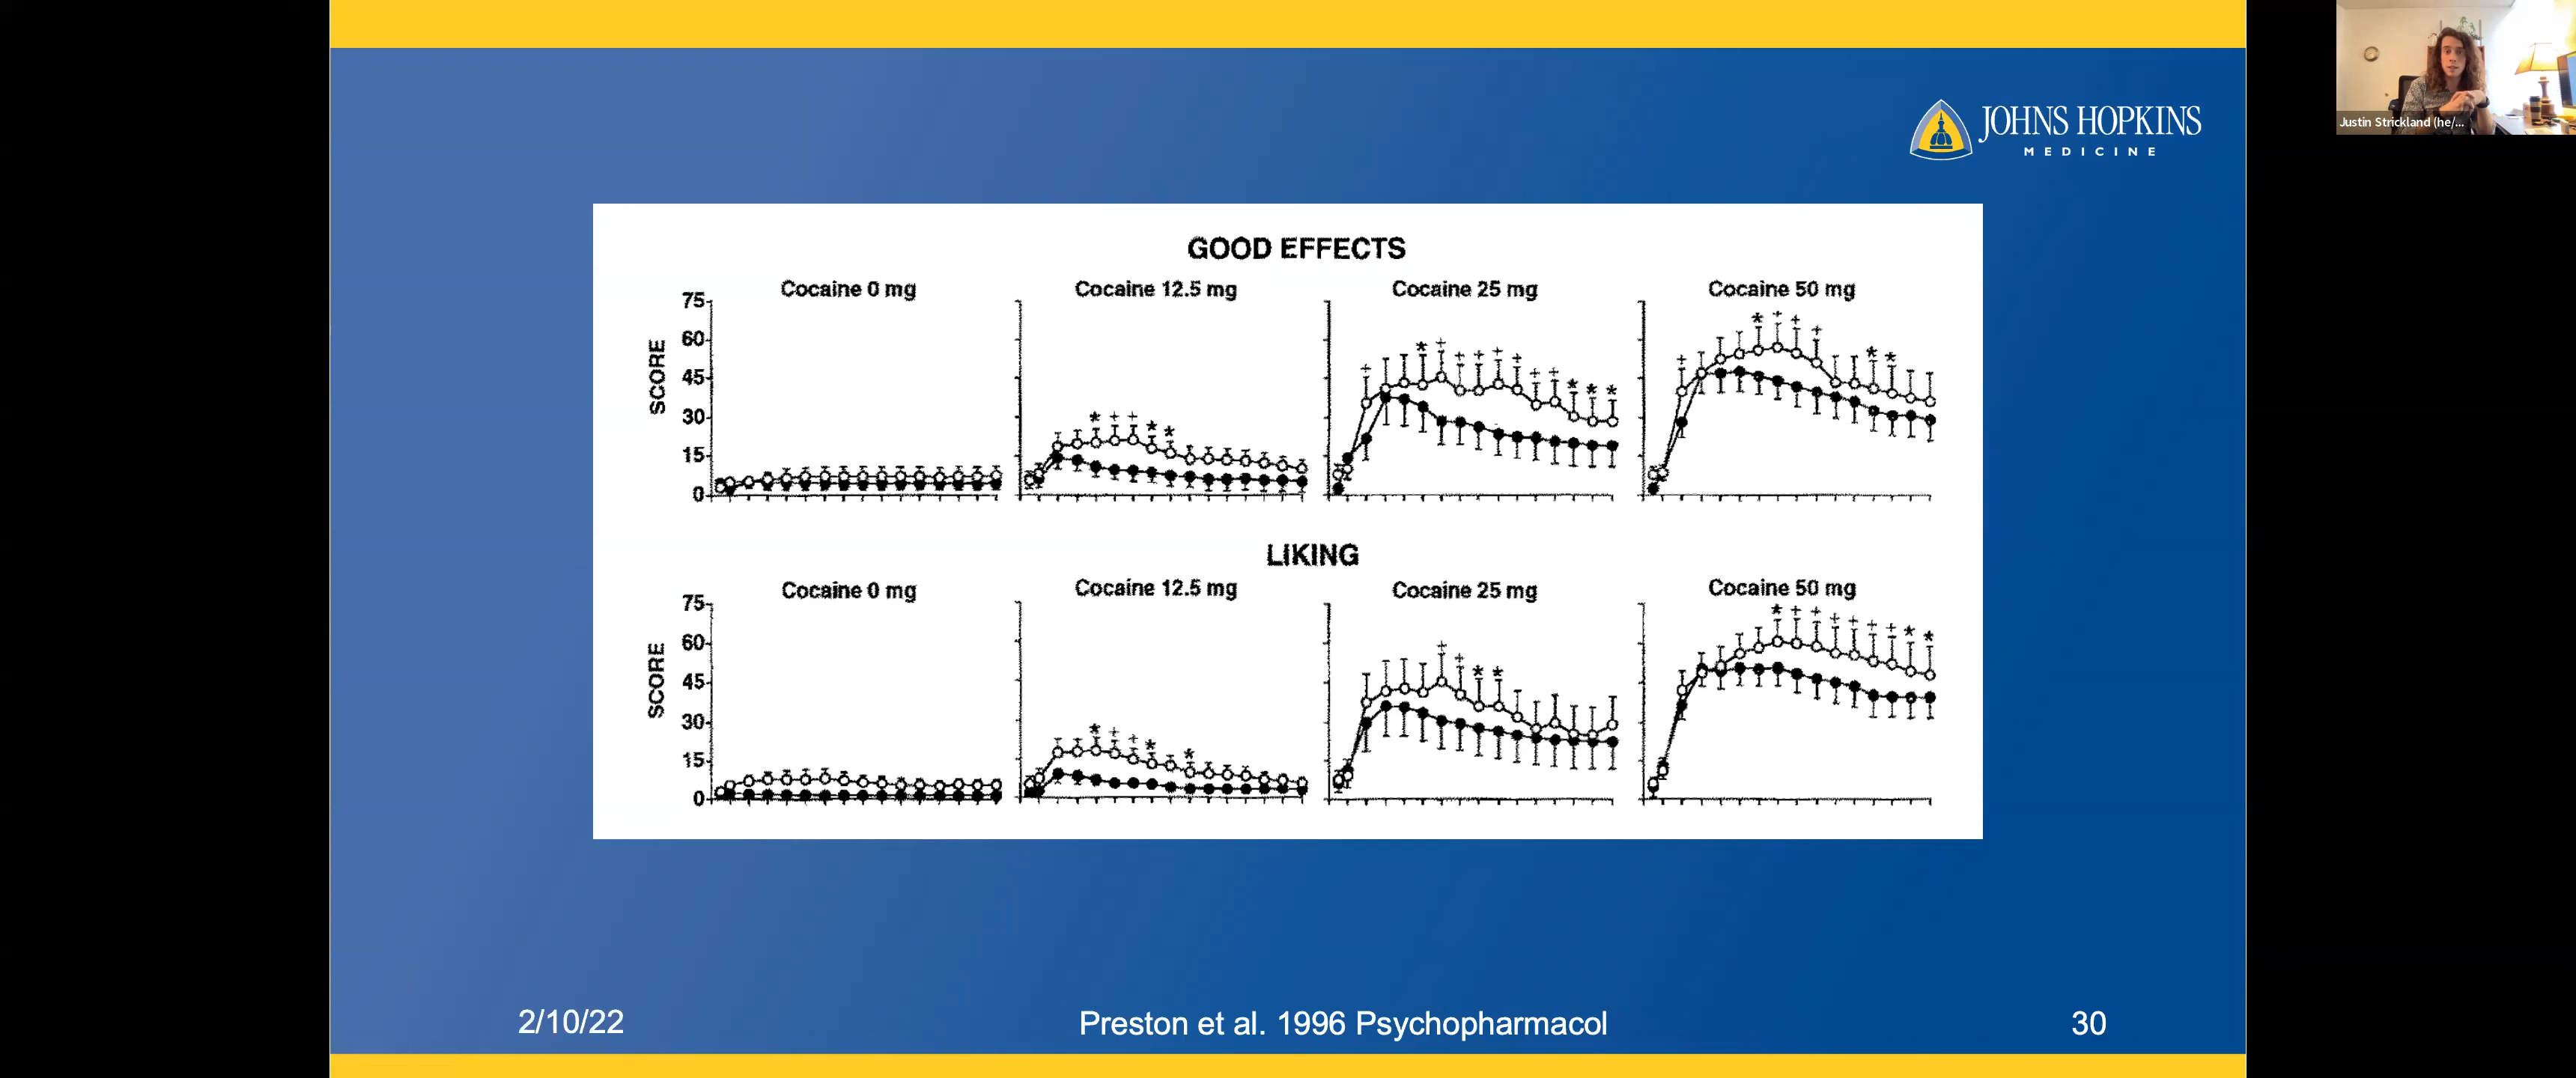 JOHNS HOPKINS
MEDICINE
Justin Strickland (he/...
GOOD EFFECTS
Cocaine 0 mg
Cocaine 12.5 mg
Cocaine 25 mg
Cocaine 50 mg
SCORE
75
60
45
30
15
0
LIKING
Cocaine 0 mg
Cocaine 12.5 mg
Cocaine 25 mg
Cocaine 50 mg
SCORE
75
60
45
30
15
0
2/10/22
Preston et al. 1996 Psychopharmacol
30